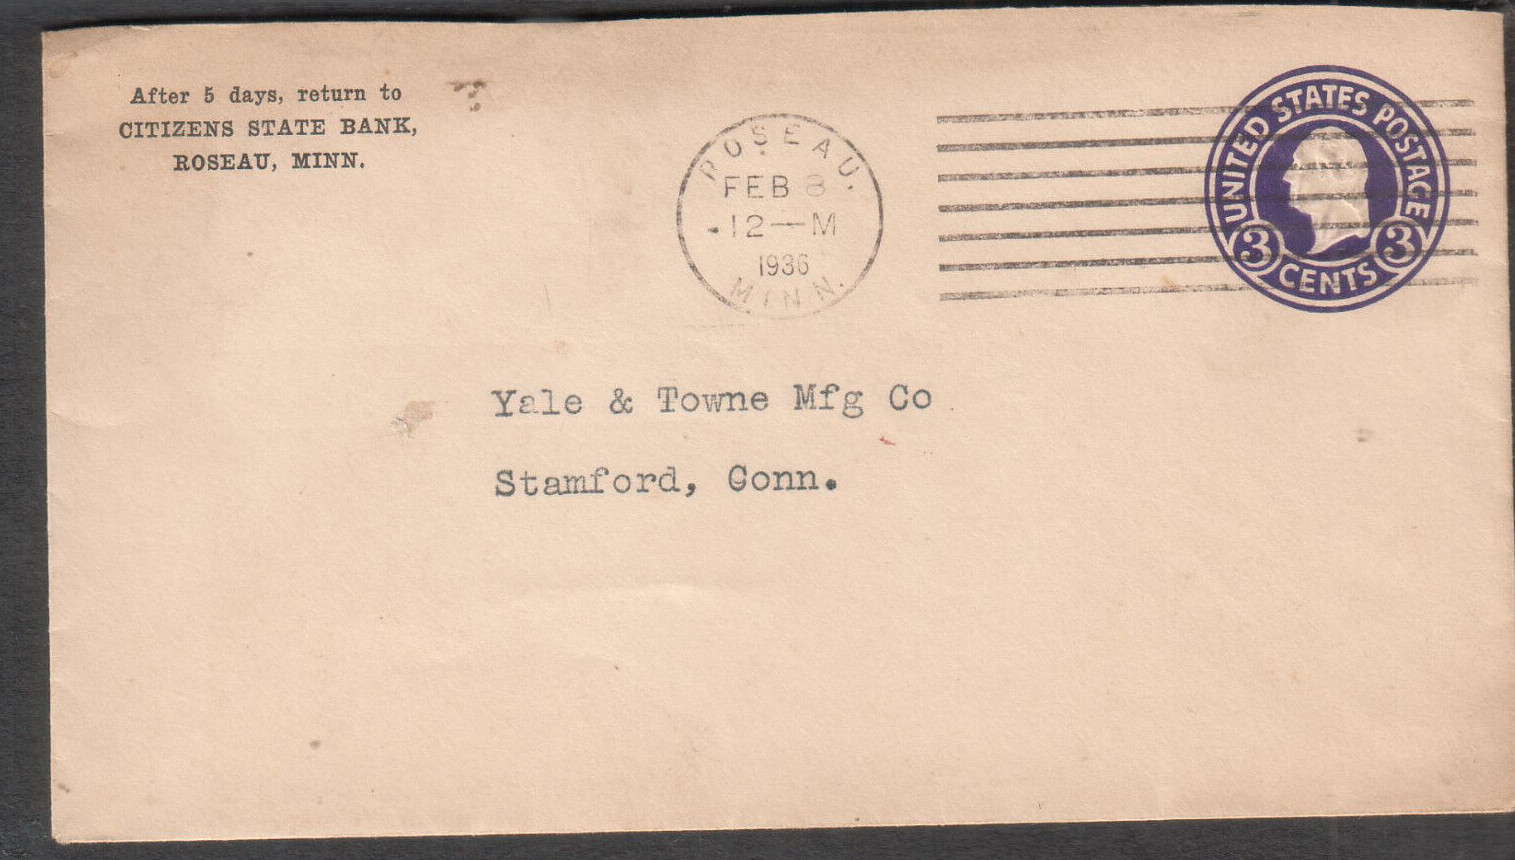 After 5 days, return to
CITIZENS STATE BANK,
ROSEAU, MINN.
ROSEAU.
FEB 8
12—M
1936
MINN.
UNITED STATES POSTAGE
3 3
CENTS
Yale & Towne Mfg Co
Stamford, Conn.